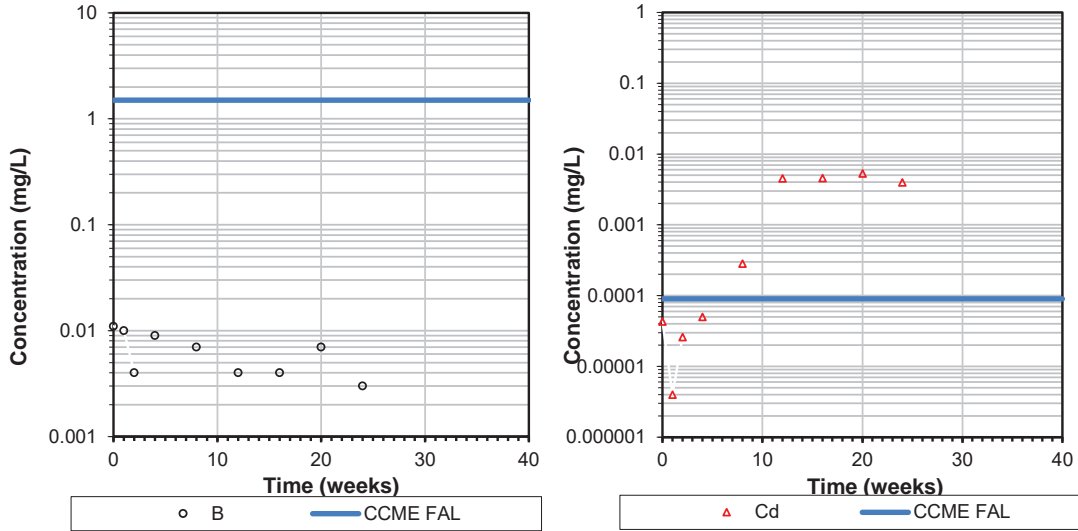 10
1
0.1
0.01
0.001
Concentration (mg/L)
0 20 40
Time (weeks)
B CCME FAL
1
0.1
0.01
0.001
0.0001
0.00001
0.000001
Concentration (mg/L)
0 10 20 30 40
Time (weeks)
Cd CCME FAL